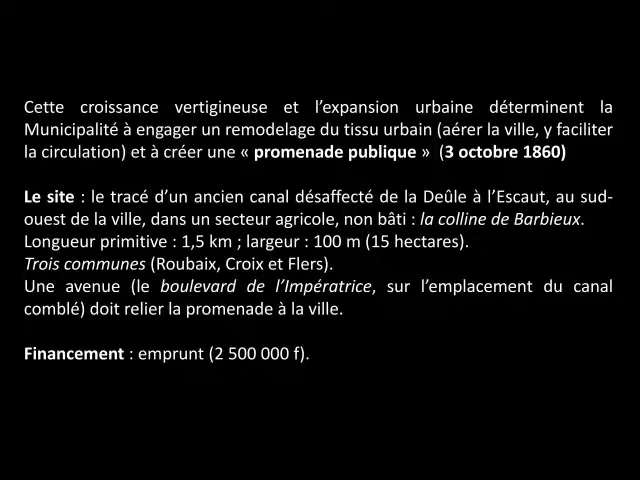 Cette croissance vertigineuse et l’expansion urbaine déterminent la
Municipalité à engager un remodelage du tissu urbain (aérer la ville, y faciliter
la circulation) et à créer une « promenade publique » (3 octobre 1860)
Le site : le tracé d’un ancien canal désaffecté de la Deûle à l’Escaut, au sud-
ouest de la ville, dans un secteur agricole, non bâti : la colline de Barbieux.
Longueur primitive : 1,5 km ; largeur : 100 m (15 hectares).
Trois communes (Roubaix, Croix et Flers).
Une avenue (le boulevard de l’Impératrice, sur l’emplacement du canal
comblé) doit relier la promenade à la ville.
Financement : emprunt (2 500 000 f).